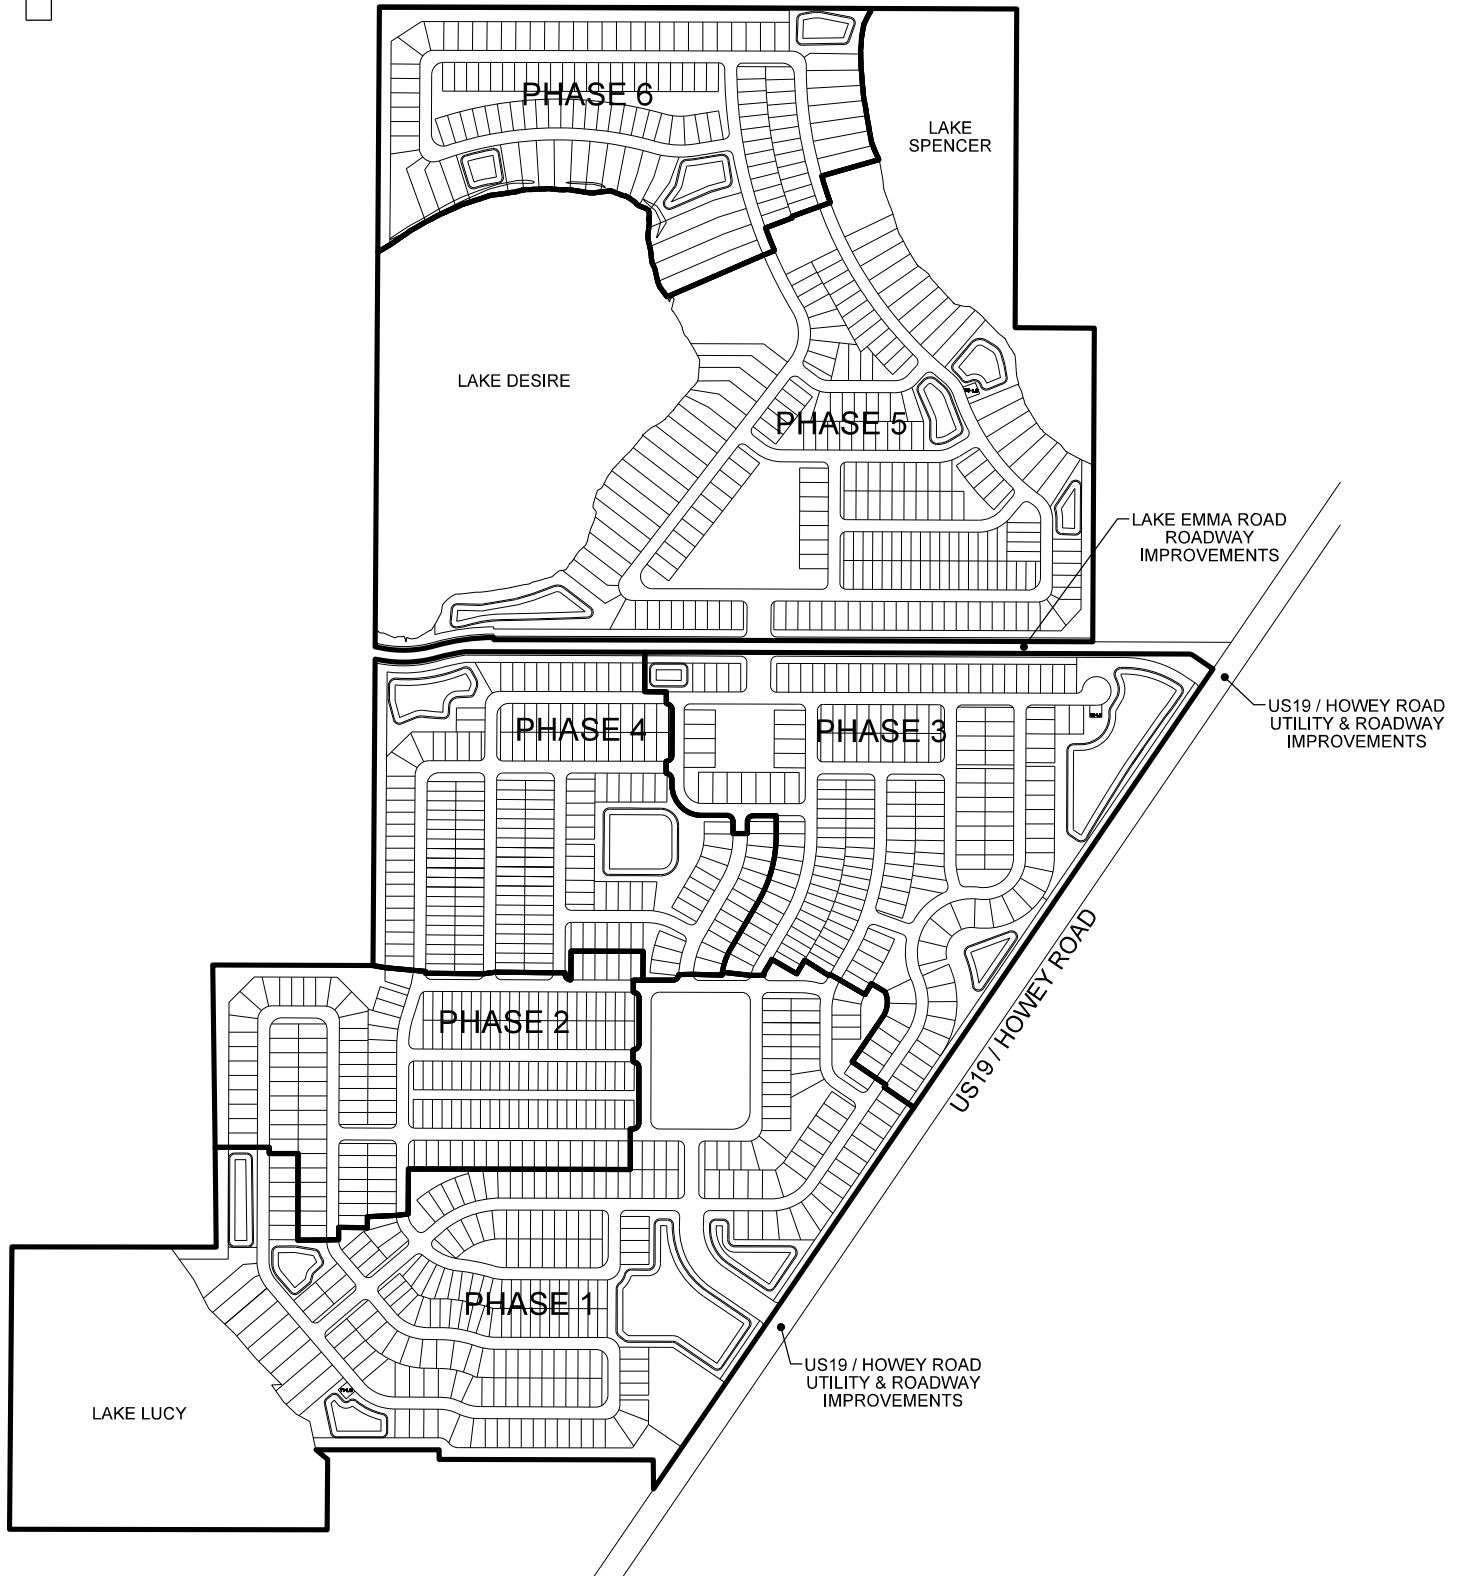 PHASE 6
LAKE
SPENCER
LAKE DESIRE
PHASE 5
LAKE EMMA ROAD
ROADWAY
IMPROVEMENTS
US19 / HOWEY ROAD
UTILITY & ROADWAY
IMPROVEMENTS
PHASE 4
PHASE 3
US19 / HOWEY ROAD
PHASE 2
PHASE 1
US19 / HOWEY ROAD
UTILITY & ROADWAY
IMPROVEMENTS
LAKE LUCY